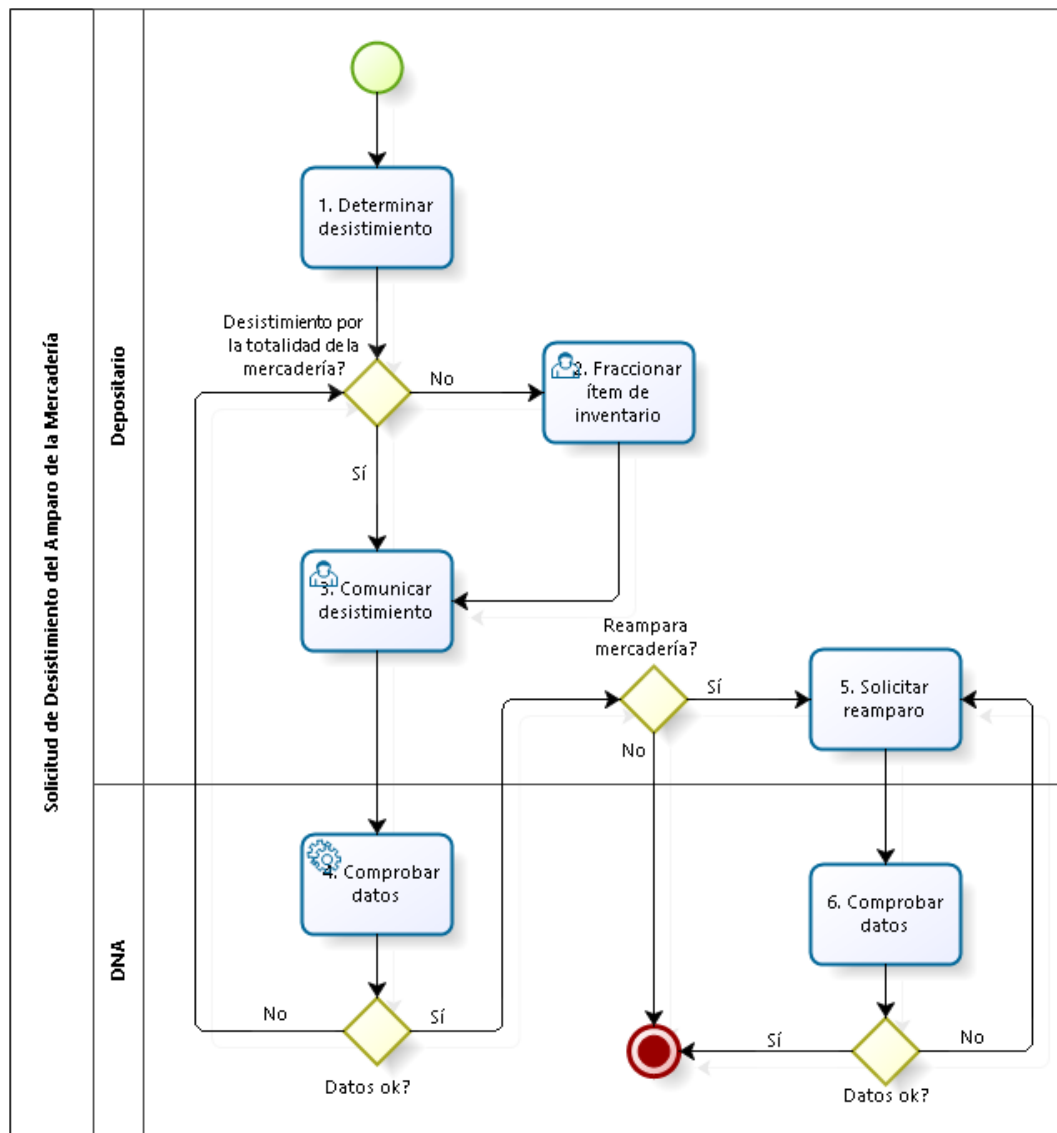 Solicitud de Desistimiento del Amparo de la Mercadería
Depositario
1. Determinar
desistimiento
Desistimiento por
la totalidad de la
mercadería?
No
2. Fraccionar
ítem de
inventario
Sí
3. Comunicar
desistimiento
Reampara
mercadería?
Sí
5. Solicitar
reamparo
No
DNA
4. Comprobar
datos
6. Comprobar
datos
No
Sí
Datos ok?
Sí
No
Datos ok?